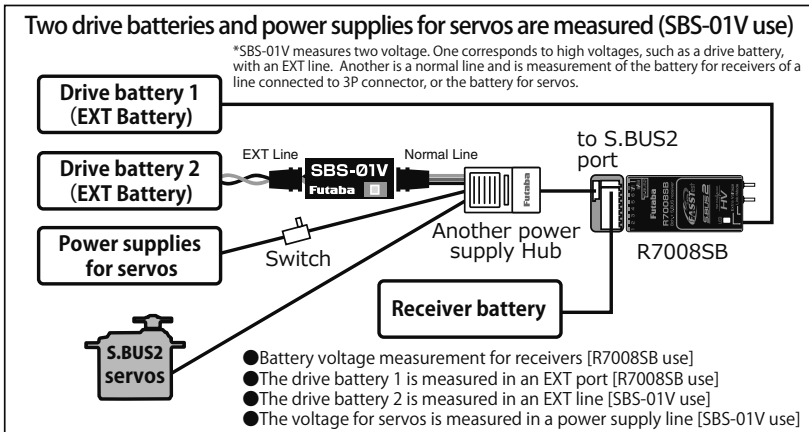 Two drive batteries and power supplies for servos are measured (SBS-01V use)
*SBS-01V measures two voltage. One corresponds to high voltages, such as a drive battery,
with an EXT line. Another is a normal line and is measurement of the battery for receivers of a
line connected to 3P connector, or the battery for servos.
Drive battery 1
(EXT Battery)
Drive battery 2
(EXT Battery)
EXT Line
SBS-01V
Futaba
Normal Line
Futaba
to S.BUS2
port
Futaba
R7008SB
FASST
S.BUS2
HV
R7008SB
Another power
supply Hub
Power supplies
for servos
Switch
Receiver battery
S.BUS2
servos
●Battery voltage measurement for receivers [R7008SB use]
●The drive battery 1 is measured in an EXT port [R7008SB use]
●The drive battery 2 is measured in an EXT line [SBS-01V use]
●The voltage for servos is measured in a power supply line [SBS-01V use]